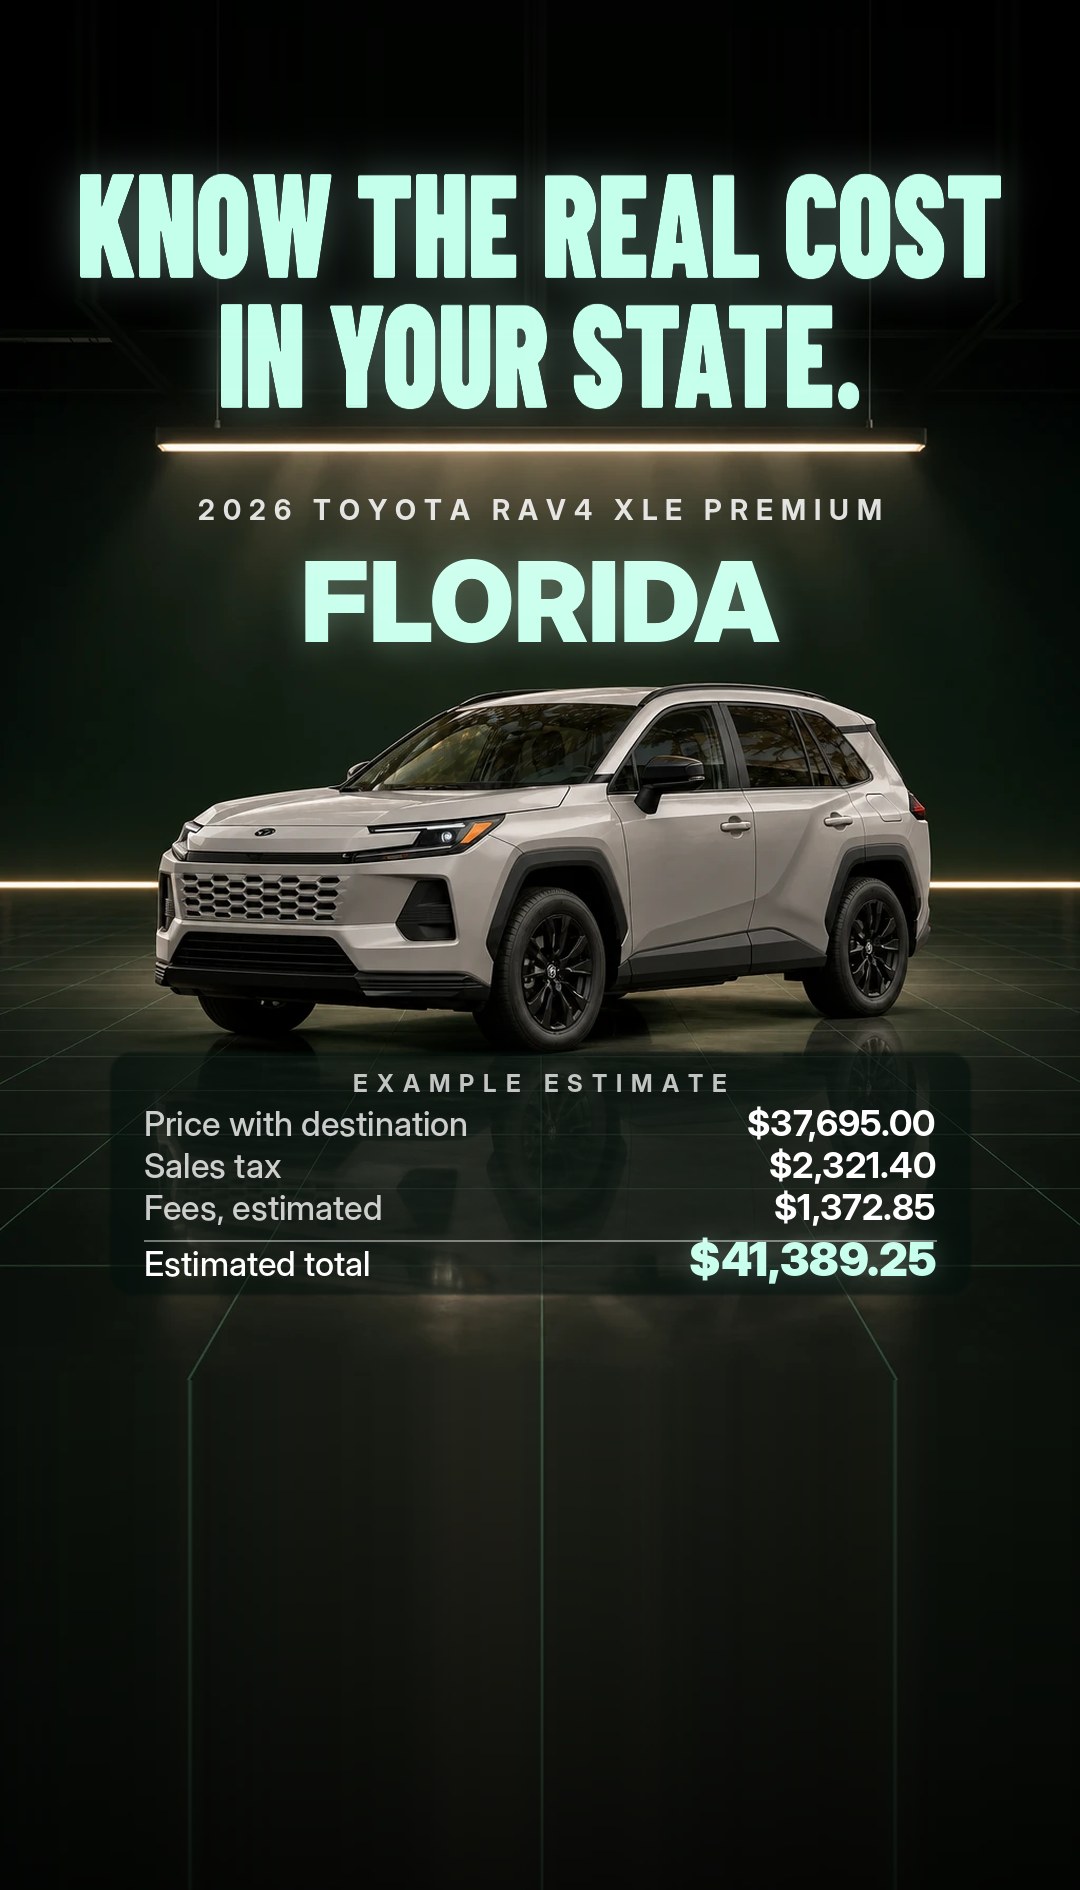 KNOW THE REAL COST
IN YOUR STATE.
2026 TOYOTA RAV4 XLE PREMIUM
FLORIDA
EXAMPLE ESTIMATE
Price with destination $37,695.00
Sales tax $2,321.40
Fees, estimated $1,372.85
Estimated total $41,389.25